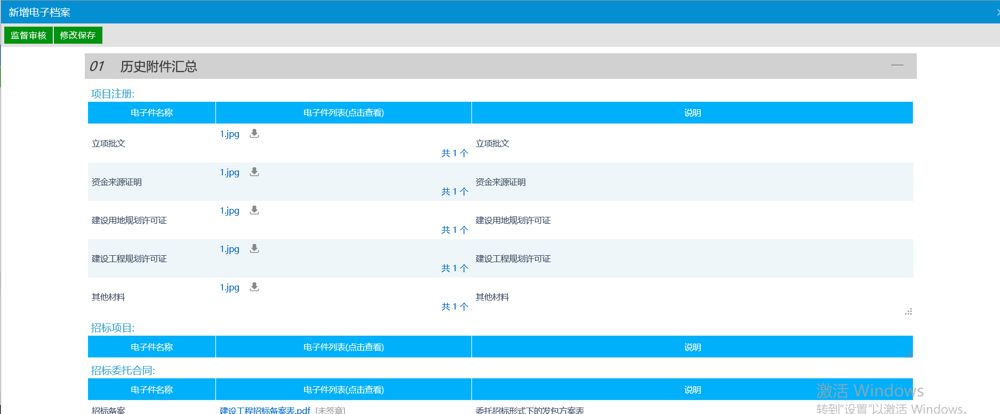 新增电子档案
监督审核 修改保存
01 历史附件汇总
项目注册:
电子件名称 电子件列表(点击查看) 说明
立项批文 1.jpg 共 1 个 立项批文
资金来源证明 1.jpg 共 1 个 资金来源证明
建设用地规划许可证 1.jpg 共 1 个 建设用地规划许可证
建设工程规划许可证 1.jpg 共 1 个 建设工程规划许可证
其他材料 1.jpg 共 1 个 其他材料
招标项目:
电子件名称 电子件列表(点击查看) 说明
招标委托合同:
电子件名称 电子件列表(点击查看) 说明
招标备案 建设工程招标备案表.pdf [未签章] 委托招标形式下的发包方案表
激活 Windows
转到“设置”以激活 Windows。